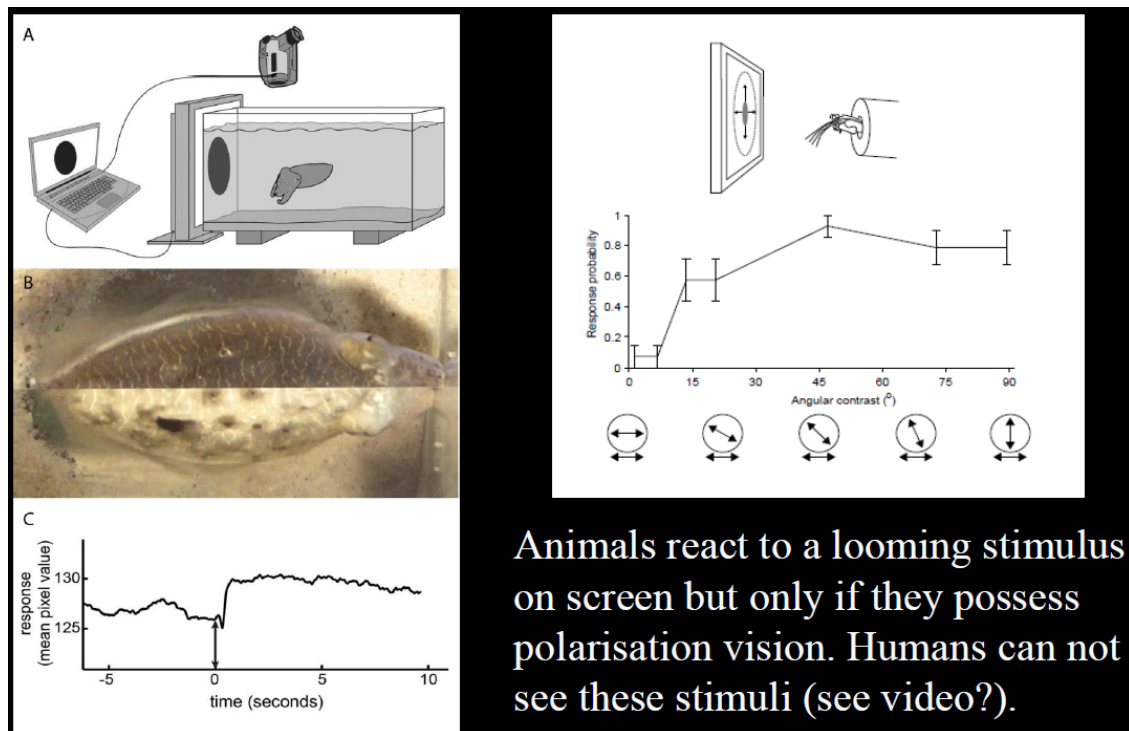 A
B
C
response
(mean pixel value)
130
125
-5
0
5
10
time (seconds)
Response probability
1
0.8
0.6
0.4
0.2
0
0
15
30
45
60
75
90
Angular contrast (º)
Animals react to a looming stimulus
on screen but only if they possess
polarisation vision. Humans can not
see these stimuli (see video?).